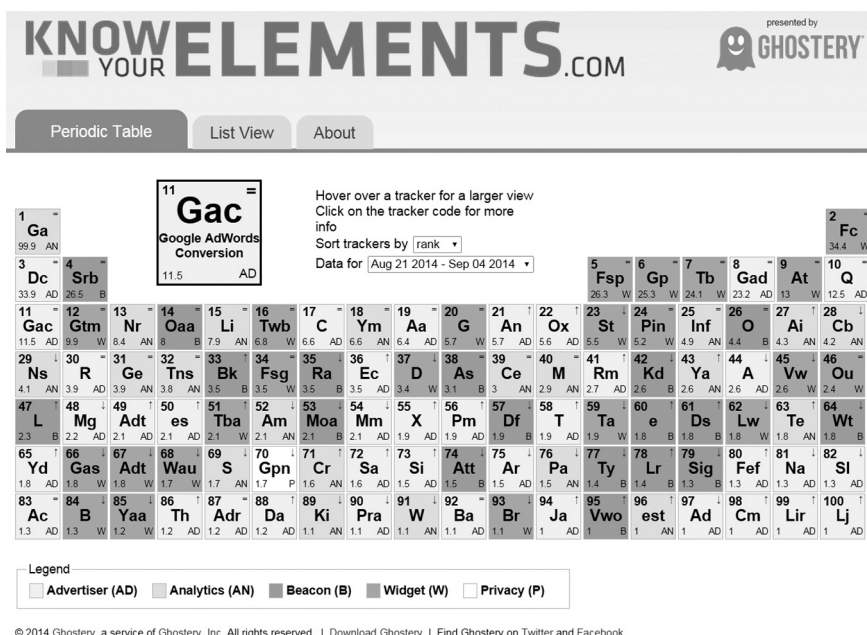 KNOW YOUR ELEMENTS.COM
presented by
GHOSTERY
Periodic Table List View About
11 =
Gac
Google AdWords
Conversion
11.5 AD
Hover over a tracker for a larger view
Click on the tracker code for more
info
Sort trackers by rank
Data for Aug 21 2014 - Sep 04 2014
1 2
Ga Fc
99.9 AN 34.4 W
3 4 5 6 7 8 9 10
Dc Srb Fsp Gp Tb Gad At Q
33.9 AD 26.5 B 26.3 W 25.3 W 24.1 W 23.2 AD 13 W 12.5 AD
11 12 13 14 15 16 17 18 19 20 21 22 23 24 25 26 27 28
Gac Gtm Nr Oaa Li Twb C Ym Aa G An Ox St Pin Inf O Ai Cb
11.5 AD 9.9 W 8.4 AN 8 B 7.9 AN 6.8 W 6.6 AD 6.6 AN 6.4 AD 5.7 W 5.7 AD 5.6 AD 5.5 W 5.2 W 4.9 AN 4.4 B 4.3 AN 4.2 AN
29 30 31 32 33 34 35 36 37 38 39 40 41 42 43 44 45 46
Ns R Ge Tns Bk Fsg Ra Ec D As Ce M Rm Kd Ya A Vw Ou
4.1 AN 3.9 AD 3.9 AN 3.8 AN 3.5 B 3.5 W 3.5 B 3.5 AD 3.4 W 3.1 B 3 AN 2.9 AN 2.7 AD 2.6 B 2.6 AN 2.6 AD 2.6 W 2.4 W
47 48 49 50 51 52 53 54 55 56 57 58 59 60 61 62 63 64
L Mg Adt es Tba Am Moa Mm X Pm Df T Ta e Ds Lw Te Wt
2.3 B 2.2 AD 2.1 AD 2.1 AD 2.1 W 2.1 AN 2.1 B 2.1 AD 1.9 AD 1.9 AD 1.9 B 1.9 AD 1.9 W 1.8 B 1.8 B 1.8 W 1.8 AN 1.8 B
65 66 67 68 69 70 71 72 73 74 75 76 77 78 79 80 81 82
Yd Gas Adt Wau S Gpn Cr Sa Si Att Ar Pa Ty Lr Sig Fef Na Sl
1.8 AD 1.8 W 1.8 W 1.7 W 1.7 AN 1.7 P 1.6 AN 1.6 AD 1.5 AD 1.5 B 1.5 AD 1.5 AN 1.4 B 1.4 B 1.3 B 1.3 AD 1.3 AD 1.3 AD
83 84 85 86 87 88 89 90 91 92 93 94 95 96 97 98 99 100
Ac B Yaa Th Adr Da Ki Pra W Ba Br Ja Vwo est Ad Cm Lir Lj
1.3 AD 1.3 W 1.2 W 1.2 AD 1.2 AD 1.2 AD 1.1 AN 1.1 AD 1.1 AN 1.1 AD 1.1 W 1 AD 1 B 1 AN 1 AD 1 AD 1 AD 1 AD
Legend
Advertiser (AD) Analytics (AN) Beacon (B) Widget (W) Privacy (P)
© 2014 Ghostery, a service of Ghostery, Inc. All rights reserved. | Download Ghostery | Find Ghostery on Twitter and Facebook